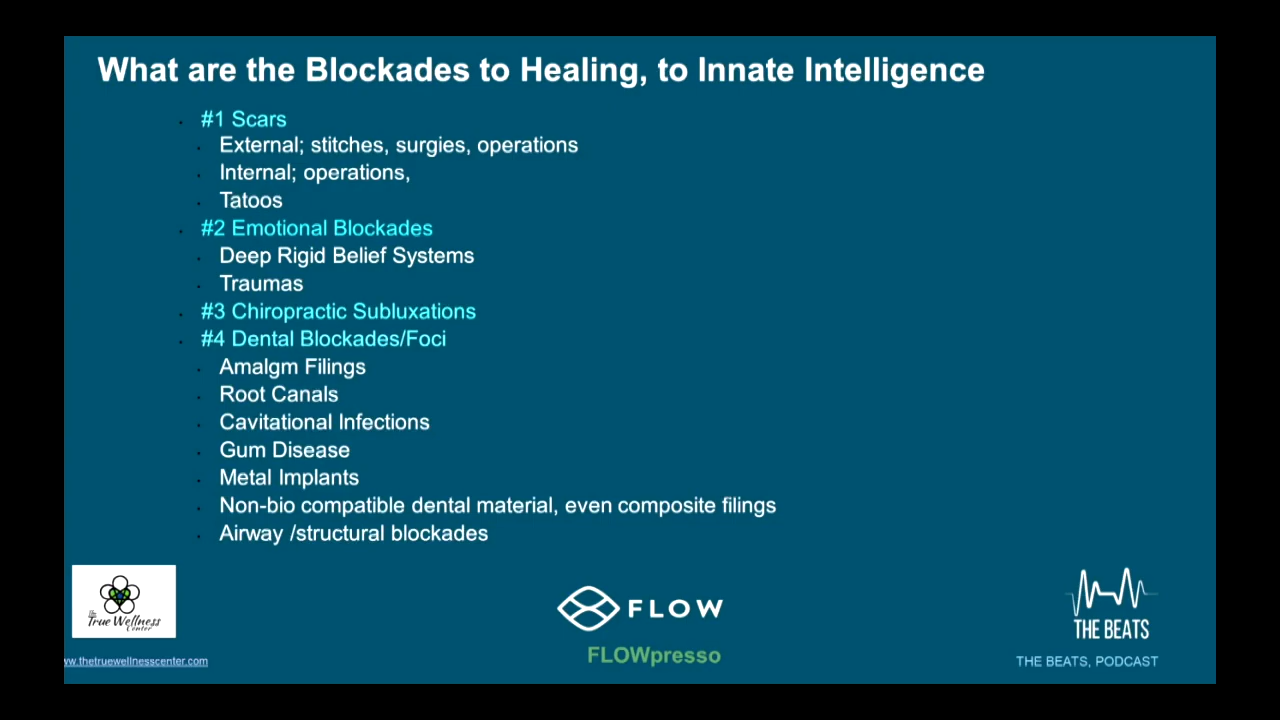 What are the Blockades to Healing, to Innate Intelligence
#1 Scars
External; stitches, surgies, operations
Internal; operations,
Tatoos
#2 Emotional Blockades
Deep Rigid Belief Systems
Traumas
#3 Chiropractic Subluxations
#4 Dental Blockades/Foci
Amalgm Filings
Root Canals
Cavitational Infections
Gum Disease
Metal Implants
Non-bio compatible dental material, even composite filings
Airway /structural blockades
The
True Wellness
Center
w.thetruewellnesscenter.com
FLOW
FLOWpresso
THE BEATS
THE BEATS, PODCAST